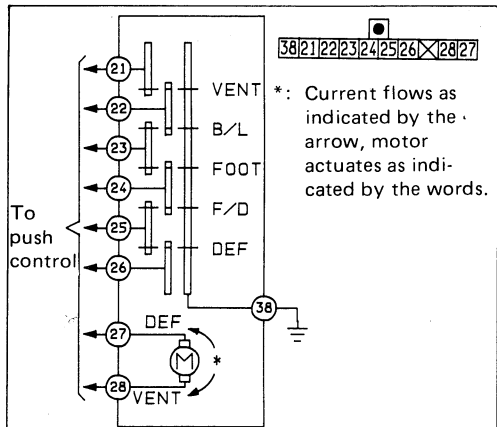 38 21 22 23 24 25 26 28 27
*: Current flows as
indicated by the
arrow, motor
actuates as indi-
cated by the words.
To
push
control
21
22
23
24
25
26
27
28
38
VENT
B/L
FOOT
F/D
DEF
DEF
M
*
VENT